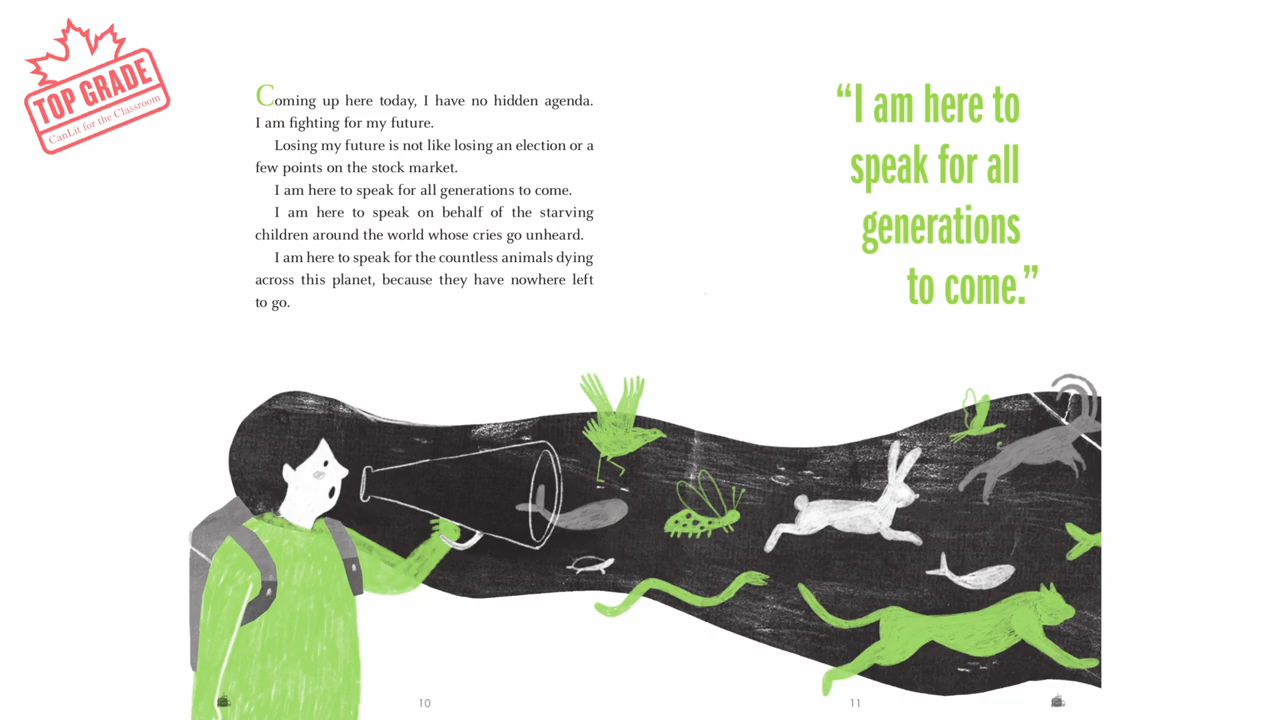 TOP GRADE
CanLit for the Classroom
Coming up here today, I have no hidden agenda.
I am fighting for my future.
Losing my future is not like losing an election or a
few points on the stock market.
I am here to speak for all generations to come.
I am here to speak on behalf of the starving
children around the world whose cries go unheard.
I am here to speak for the countless animals dying
across this planet, because they have nowhere left
to go.
“I am here to
speak for all
generations
to come.”
10
11